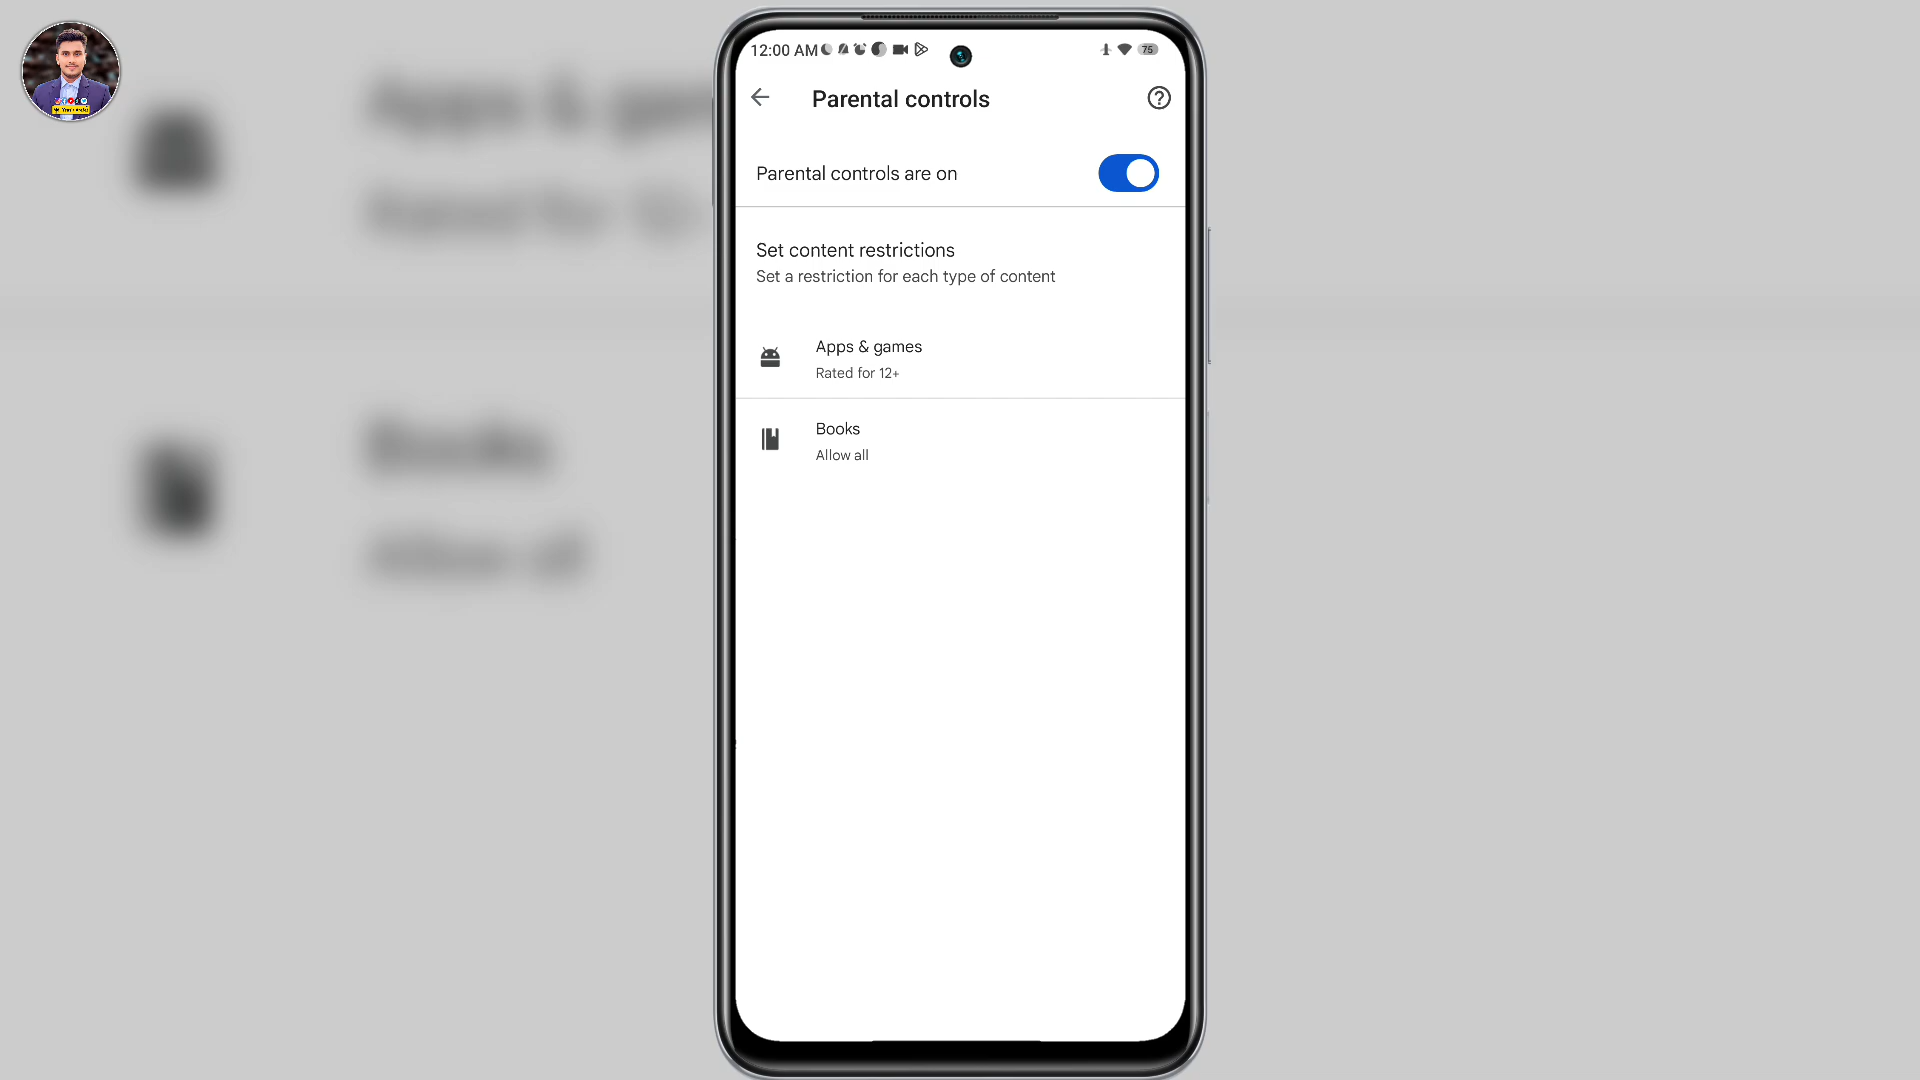 12:00 AM
75
Parental controls
Parental controls are on
Set content restrictions
Set a restriction for each type of content
Apps & games
Rated for 12+
Books
Allow all